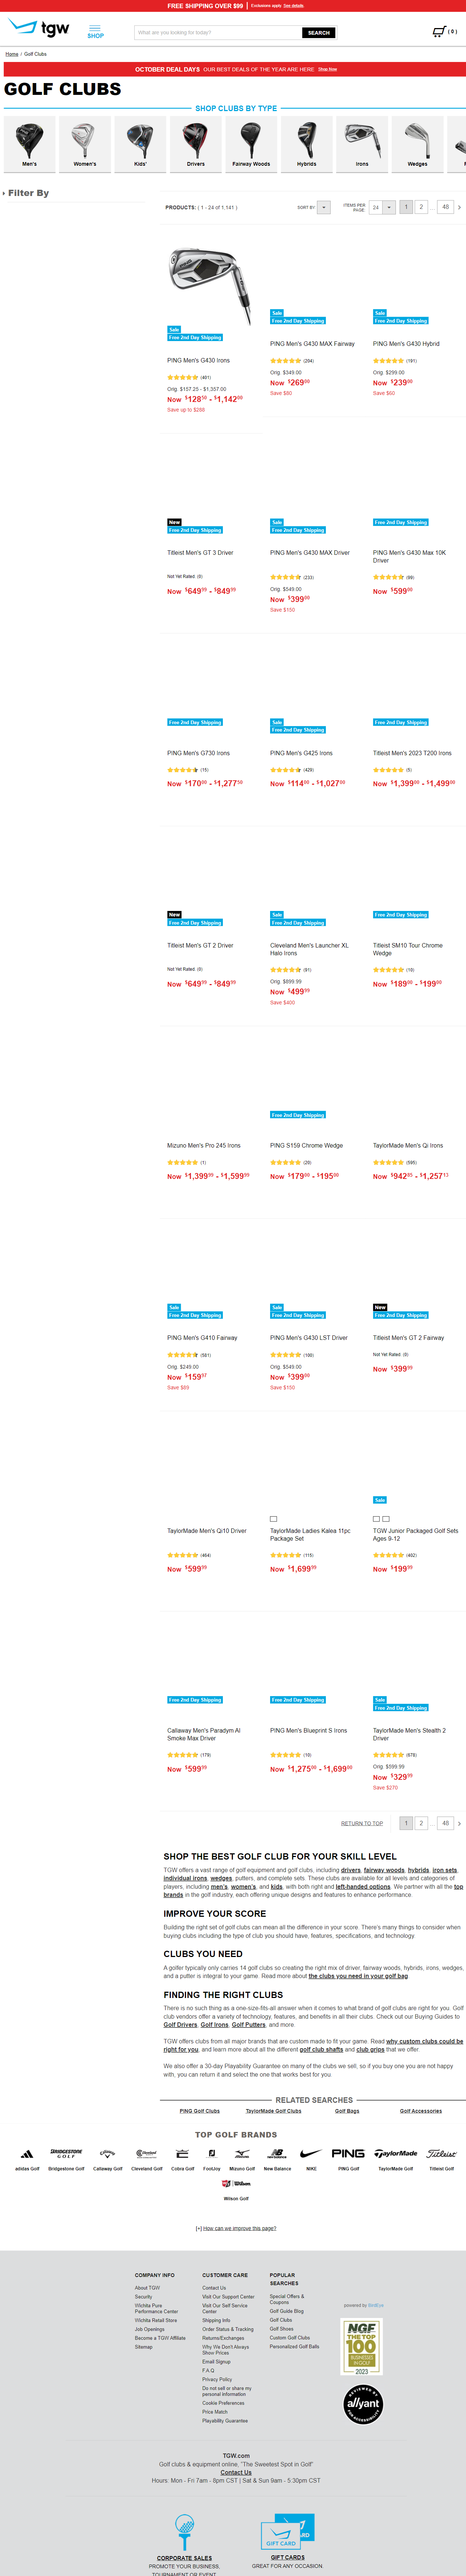 FREE SHIPPING OVER $99 | Exclusions apply. See details
tgw
SHOP
What are you looking for today?
SEARCH
( 0 )
Home / Golf Clubs
OCTOBER DEAL DAYS OUR BEST DEALS OF THE YEAR ARE HERE Shop Now
GOLF CLUBS
SHOP CLUBS BY TYPE
Men's
Women's
Kids'
Drivers
Fairway Woods
Hybrids
Irons
Wedges
Filter By
PRODUCTS: ( 1 - 24 of 1,141 )
SORT BY:
ITEMS PER PAGE:
24
1 2 ... 48
Sale
Free 2nd Day Shipping
PING Men's G430 Irons
(401)
Orig. $157.25 - $1,357.00
Now $128.50 - $1,142.00
Save up to $288
Sale
Free 2nd Day Shipping
PING Men's G430 MAX Fairway
(204)
Orig. $349.00
Now $269.00
Save $80
Sale
Free 2nd Day Shipping
PING Men's G430 Hybrid
(191)
Orig. $299.00
Now $239.00
Save $60
New
Free 2nd Day Shipping
Titleist Men's GT 3 Driver
Not Yet Rated. (0)
Now $649.99 - $849.99
Sale
Free 2nd Day Shipping
PING Men's G430 MAX Driver
(233)
Orig. $549.00
Now $399.00
Save $150
Free 2nd Day Shipping
PING Men's G430 Max 10K Driver
(99)
Now $599.00
Free 2nd Day Shipping
PING Men's G730 Irons
(15)
Now $170.00 - $1,277.50
Sale
Free 2nd Day Shipping
PING Men's G425 Irons
(429)
Now $114.00 - $1,027.00
Free 2nd Day Shipping
Titleist Men's 2023 T200 Irons
(5)
Now $1,399.00 - $1,499.00
New
Free 2nd Day Shipping
Titleist Men's GT 2 Driver
Not Yet Rated. (0)
Now $649.99 - $849.99
Sale
Free 2nd Day Shipping
Cleveland Men's Launcher XL Halo Irons
(91)
Orig. $899.99
Now $499.99
Save $400
Free 2nd Day Shipping
Titleist SM10 Tour Chrome Wedge
(18)
Now $189.00 - $199.00
Mizuno Men's Pro 245 Irons
(1)
Now $1,399.99 - $1,599.99
Free 2nd Day Shipping
PING S159 Chrome Wedge
(20)
Now $179.00 - $195.00
TaylorMade Men's Qi Irons
(595)
Now $942.85 - $1,257.13
Sale
Free 2nd Day Shipping
PING Men's G410 Fairway
(581)
Orig. $249.00
Now $159.97
Save $89
Sale
Free 2nd Day Shipping
PING Men's G430 LST Driver
(100)
Orig. $549.00
Now $399.00
Save $150
New
Free 2nd Day Shipping
Titleist Men's GT 2 Fairway
Not Yet Rated. (0)
Now $399.99
TaylorMade Men's Qi10 Driver
(464)
Now $599.99
TaylorMade Ladies Kalea 11pc Package Set
(115)
Now $1,699.99
Sale
TGW Junior Packaged Golf Sets Ages 9-12
(402)
Now $199.99
Free 2nd Day Shipping
Callaway Men's Paradym AI Smoke Max Driver
(179)
Now $599.99
Free 2nd Day Shipping
PING Men's Blueprint S Irons
(10)
Now $1,275.00 - $1,699.60
Sale
Free 2nd Day Shipping
TaylorMade Men's Stealth 2 Driver
(678)
Orig. $599.99
Now $329.99
Save $270
RETURN TO TOP
1 2 ... 48
SHOP THE BEST GOLF CLUB FOR YOUR SKILL LEVEL
TGW offers a vast range of golf equipment and golf clubs, including drivers, fairway woods, hybrids, iron sets,
individual irons, wedges, putters, and complete sets. These clubs are available for all levels and categories of
players, including men's, women's, and kids, with both right and left-handed options. We partner with all the top
brands in the golf industry, each offering unique designs and features to enhance performance.
IMPROVE YOUR SCORE
Building the right set of golf clubs can mean all the difference in your score. There's many things to consider when
buying clubs including the type of club you should have, features, specifications, and technology.
CLUBS YOU NEED
A golfer typically only carries 14 golf clubs so creating the right mix of driver, fairway woods, hybrids, irons, wedges,
and a putter is integral to your game. Read more about the clubs you need in your golf bag
FINDING THE RIGHT CLUBS
There is no such thing as a one-size-fits-all answer when it comes to what brand of golf clubs are right for you. Golf
club vendors offer a variety of technology, features, and benefits in all their clubs. Check out our Buying Guides to
Golf Drivers, Golf Irons, Golf Putters, and more.
TGW offers clubs from all major brands that are custom made to fit your game. Read why custom clubs could be
right for you, and learn more about all the different golf club shafts and club grips that we offer.
We also offer a 30-day Playability Guarantee on many of the clubs we sell, so if you buy one you are not happy
with, you can return it and select the one that works best for you.
RELATED SEARCHES
PING Golf Clubs
TaylorMade Golf Clubs
Golf Bags
Golf Accessories
TOP GOLF BRANDS
adidas Golf
BRIDGESTONE GOLF
Bridgestone Golf
Callaway Golf
Cleveland Golf
Cobra Golf
FootJoy
Mizuno Golf
New Balance
NIKE
PING
PING Golf
TaylorMade
TaylorMade Golf
Titleist
Titleist Golf
Wilson Golf
[+] How can we improve this page?
COMPANY INFO
About TGW
Security
Wichita Pure Performance Center
Wichita Retail Store
Job Openings
Become a TGW Affiliate
Sitemap
CUSTOMER CARE
Contact Us
Visit Our Support Center
Visit Our Self Service Center
Shipping Info
Order Status & Tracking
Returns/Exchanges
Why We Don't Always Show Prices
Email Signup
F.A.Q
Privacy Policy
Do not sell or share my personal information
Cookie Preferences
Price Match
Playability Guarantee
POPULAR SEARCHES
Special Offers & Coupons
Golf Guide Blog
Golf Clubs
Golf Shoes
Custom Golf Clubs
Personalized Golf Balls
powered by BirdEye
NGF
THE TOP 100
BUSINESSES IN GOLF
2023
allyant
FOR ACCESSIBILITY
TGW.com
Golf clubs & equipment online, "The Sweetest Spot in Golf"
Contact Us
Hours: Mon - Fri 7am - 8pm CST | Sat & Sun 9am - 5:30pm CST
CORPORATE SALES
PROMOTE YOUR BUSINESS,
TOURNAMENT OR EVENT
GIFT CARD
GIFT CARDS
GREAT FOR ANY OCCASION.